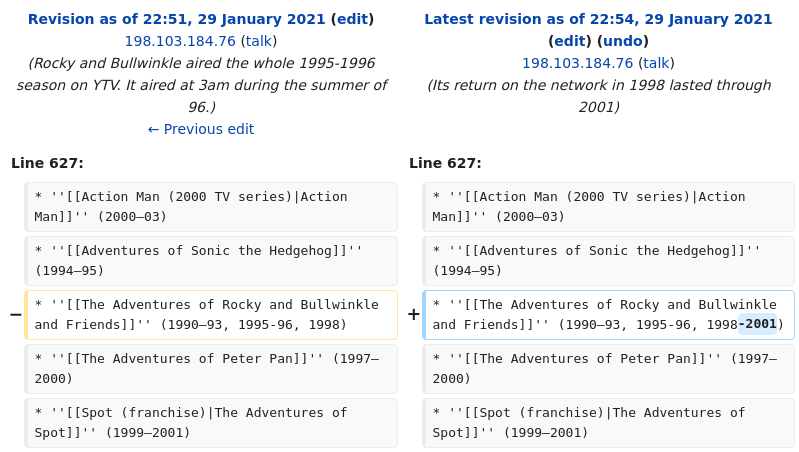 Revision as of 22:51, 29 January 2021 (edit)
198.103.184.76 (talk)
(Rocky and Bullwinkle aired the whole 1995-1996
season on YTV. It aired at 3am during the summer of
96.)
← Previous edit
Latest revision as of 22:54, 29 January 2021
(edit) (undo)
198.103.184.76 (talk)
(Its return on the network in 1998 lasted through
2001)
Line 627:
* ''[[Action Man (2000 TV series)|Action
Man]]'' (2000–03)
* ''[[Adventures of Sonic the Hedgehog]]''
(1994–95)
− * ''[[The Adventures of Rocky and Bullwinkle
and Friends]]'' (1990–93, 1995-96, 1998)
* ''[[The Adventures of Peter Pan]]'' (1997–
2000)
* ''[[Spot (franchise)|The Adventures of
Spot]]'' (1999–2001)
Line 627:
* ''[[Action Man (2000 TV series)|Action
Man]]'' (2000–03)
* ''[[Adventures of Sonic the Hedgehog]]''
(1994–95)
+ * ''[[The Adventures of Rocky and Bullwinkle
and Friends]]'' (1990–93, 1995-96, 1998-2001)
* ''[[The Adventures of Peter Pan]]'' (1997–
2000)
* ''[[Spot (franchise)|The Adventures of
Spot]]'' (1999–2001)